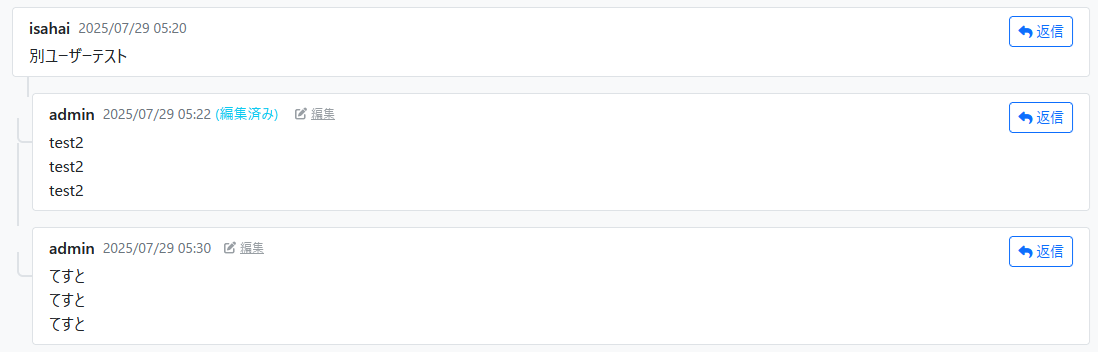 isahai 2025/07/29 05:20 返信
別ユーザーテスト
admin 2025/07/29 05:22 (編集済み) 編集 返信
test2
test2
test2
admin 2025/07/29 05:30 編集 返信
てすと
てすと
てすと